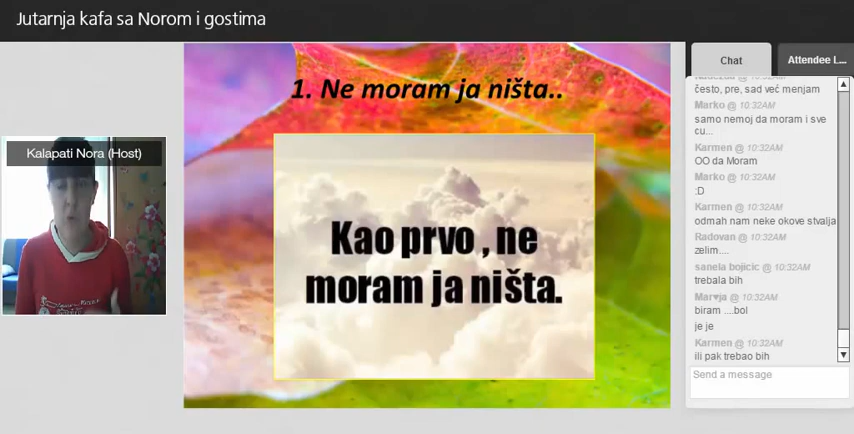 Jutarnja kafa sa Norom i gostima
Kalapati Nora (Host)
1. Ne moram ja ništa..
Kao prvo , ne
moram ja ništa.
Chat
Attendee L...
često, pre, sad već menjam
Marko @ 10:32AM
samo nemoj da moram i sve
ću...
Karmen @ 10:32AM
OO da Moram
Marko @ 10:32AM
:D
Karmen @ 10:32AM
odmah nam neke okove stvalja
Radovan @ 10:32AM
zelim....
sanela bojicic @ 10:32AM
trebala bih
Mar♥ja @ 10:32AM
biram ....bol
je je
Karmen @ 10:32AM
ili pak trebao bih
Send a message